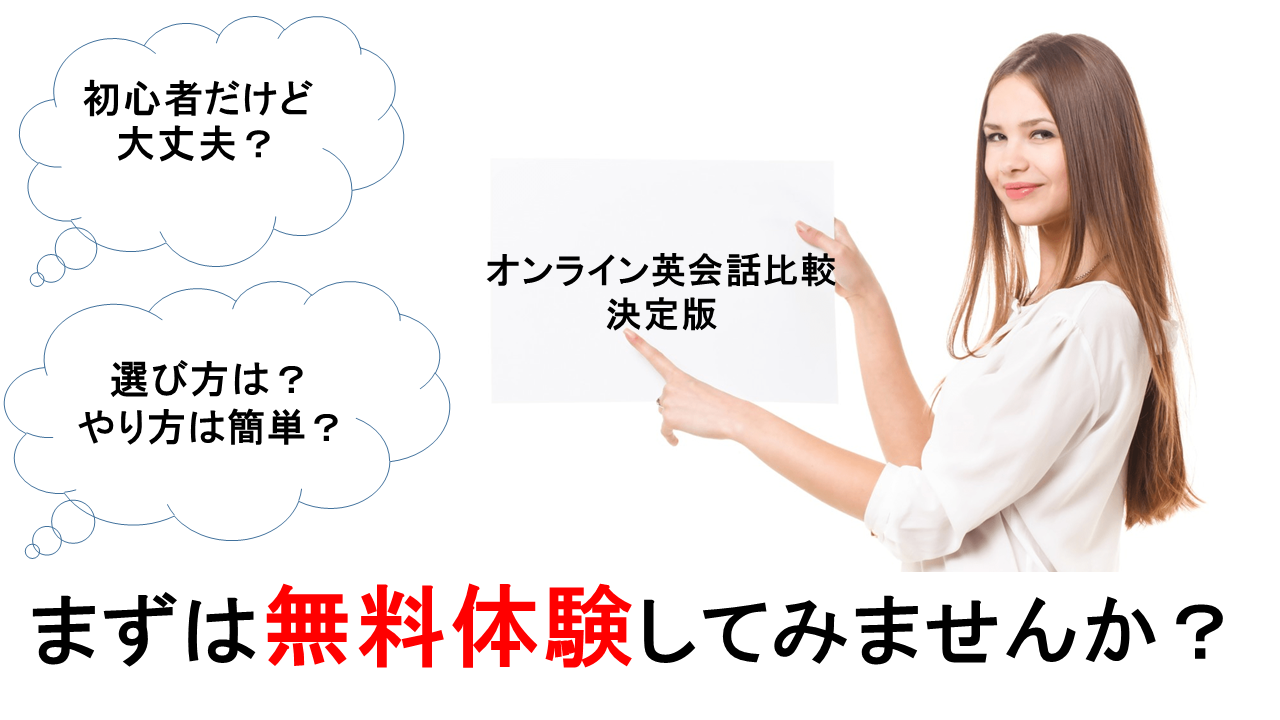 初心者だけど
大丈夫？
選び方は？
やり方は簡単？
オンライン英会話比較
決定版
まずは無料体験してみませんか？